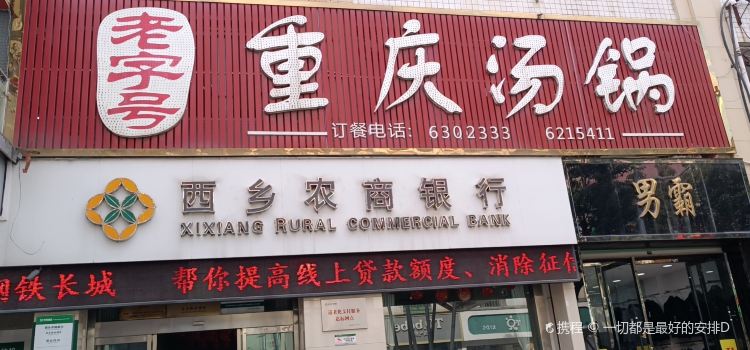 老字号
重庆汤锅
订餐电话: 6302333 6215411
西乡农商银行
XIXIANG RURAL COMMERCIAL BANK
男霸
钢铁长城 帮你提高线上贷款额度、消除征信
携程·© 一切都是最好的安排D